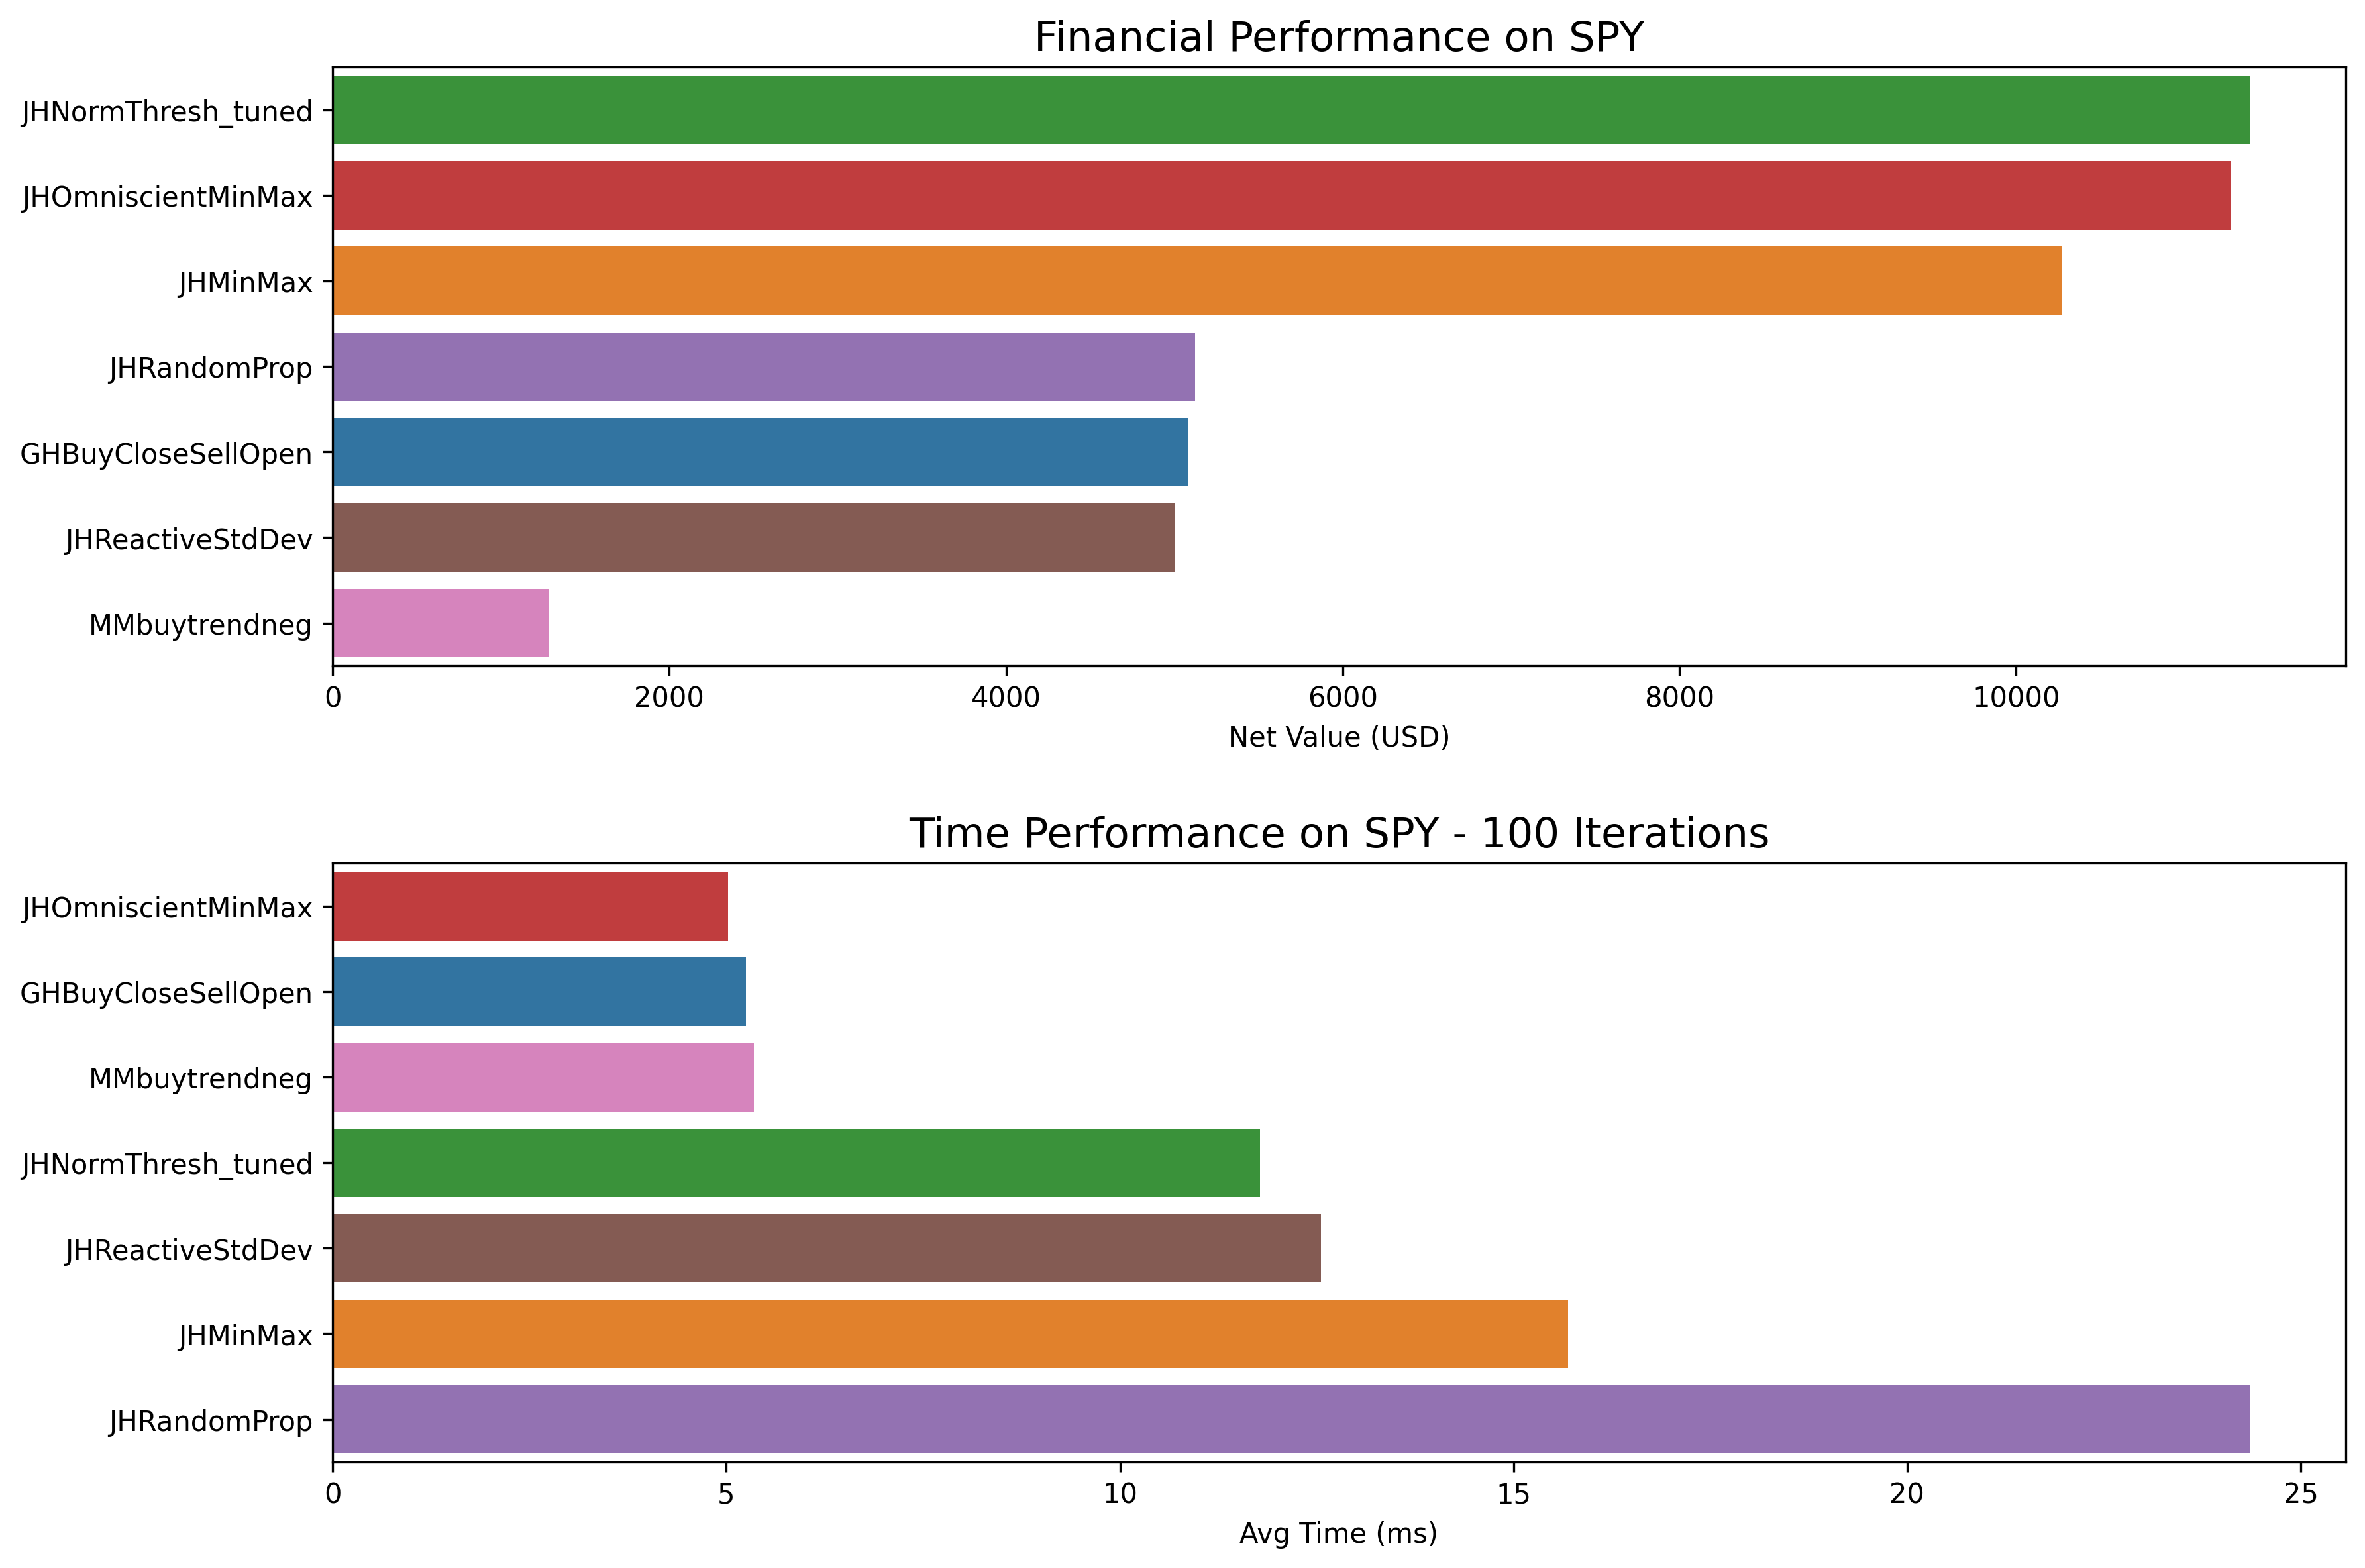 Financial Performance on SPY
JHNormThresh_tuned
JHOmniscientMinMax
JHMinMax
JHRandomProp
GHBuyCloseSellOpen
JHReactiveStdDev
MMbuytrendneg
0 2000 4000 6000 8000 10000
Net Value (USD)
Time Performance on SPY - 100 Iterations
JHOmniscientMinMax
GHBuyCloseSellOpen
MMbuytrendneg
JHNormThresh_tuned
JHReactiveStdDev
JHMinMax
JHRandomProp
0 5 10 15 20 25
Avg Time (ms)